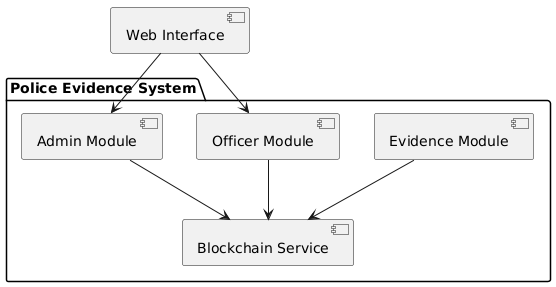 Web Interface
Police Evidence System
Admin Module
Officer Module
Evidence Module
Blockchain Service